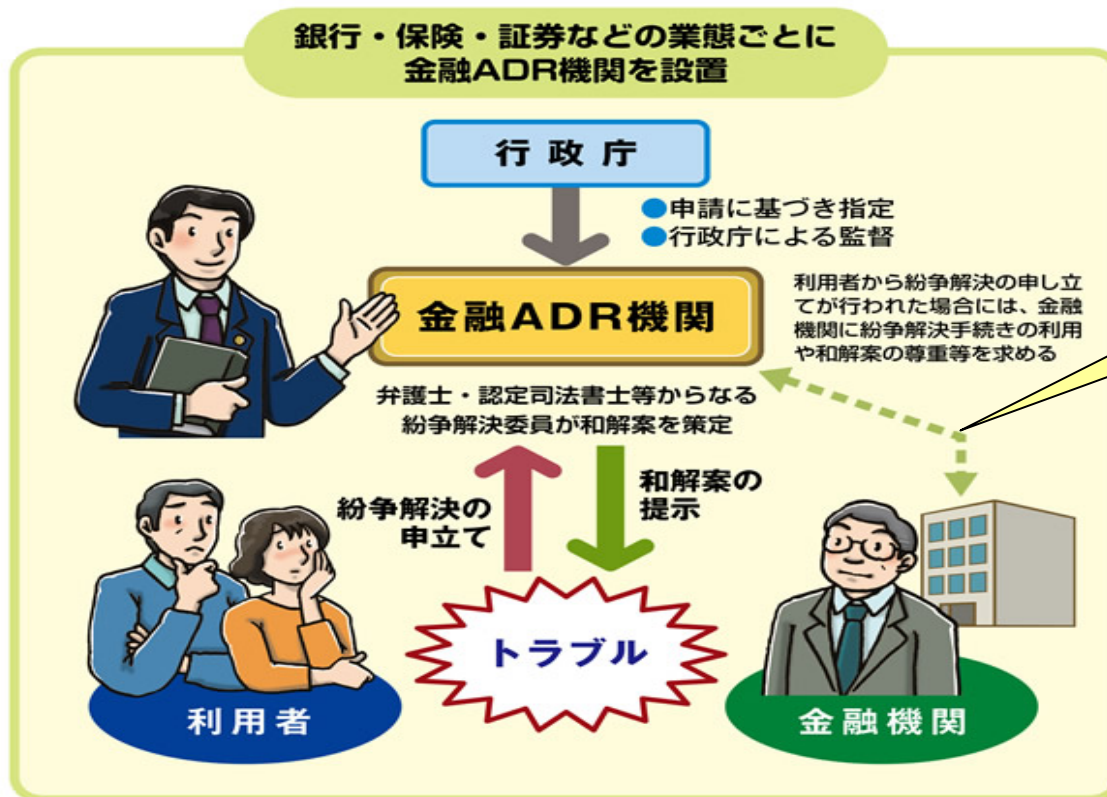 銀行・保険・証券などの業態ごとに
金融ADR機関を設置
行政庁
●申請に基づき指定
●行政庁による監督
金融ADR機関
利用者から紛争解決の申し立
てが行われた場合には、金融
機関に紛争解決手続きの利用
や和解案の尊重等を求める
弁護士・認定司法書士等からなる
紛争解決委員が和解案を策定
紛争解決の
申立て
和解案の
提示
トラブル
利用者
金融機関